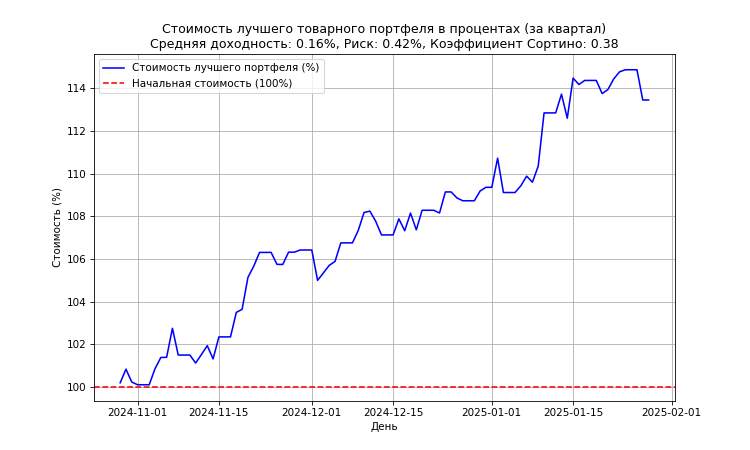 Стоимость лучшего товарного портфеля в процентах (за квартал)
Средняя доходность: 0.16%, Риск: 0.42%, Коэффициент Сортино: 0.38
Стоимость лучшего портфеля (%)
Начальная стоимость (100%)
Стоимость (%)
114
112
110
108
106
104
102
100
2024-11-01
2024-11-15
2024-12-01
2024-12-15
2025-01-01
2025-01-15
2025-02-01
День